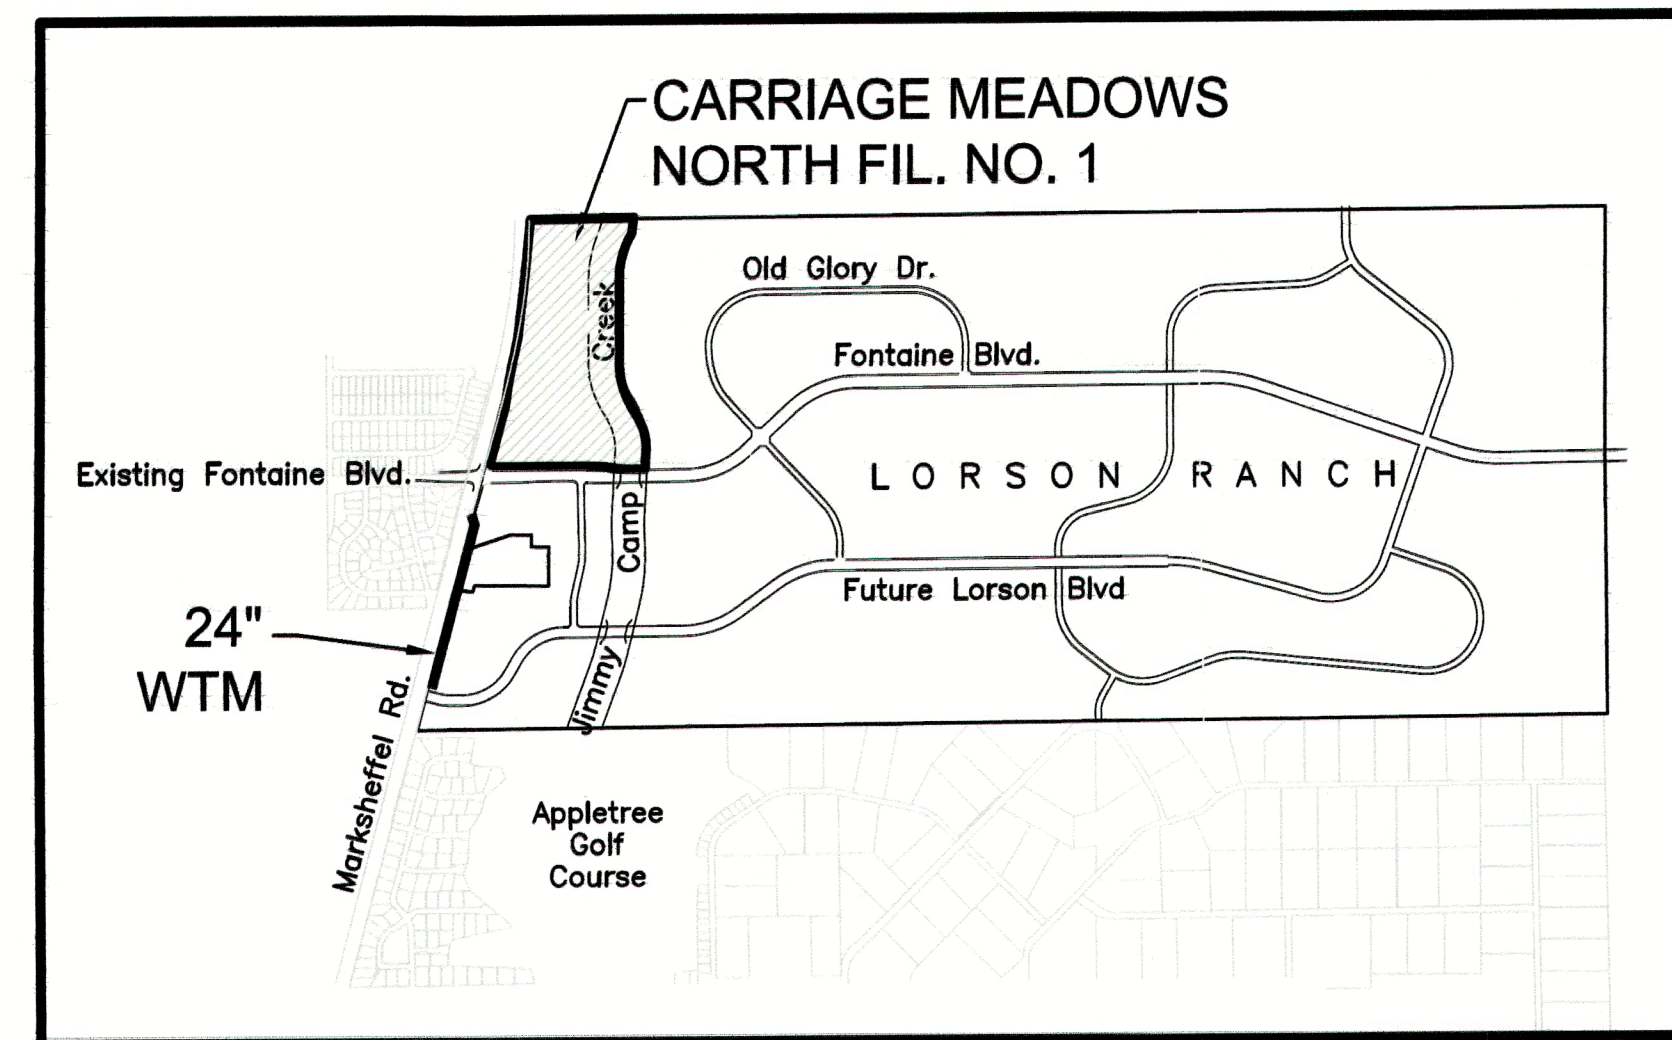 CARRIAGE MEADOWS
NORTH FIL. NO. 1
Old Glory Dr.
Creek
Fontaine Blvd.
Existing Fontaine Blvd.
LORSON RANCH
Camp
Future Lorson Blvd
24"
WTM
Jimmy
Marksheffel Rd.
Appletree
Golf
Course